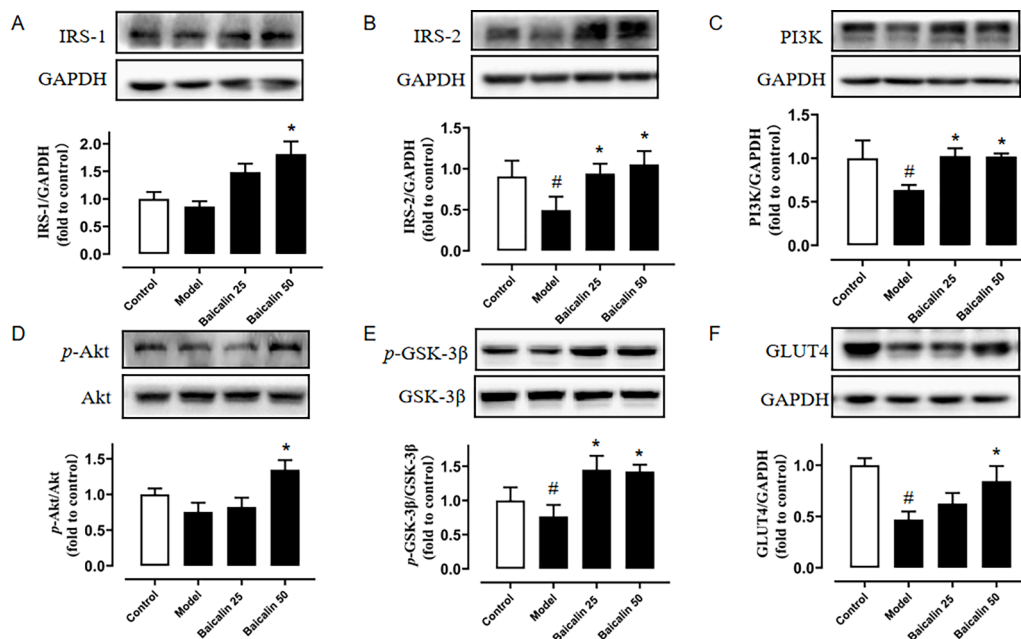 A
IRS-1
GAPDH
IRS-1/GAPDH
(fold to control)
2.0
1.5
1.0
0.5
0.0
*
Control
Model
Baicalin 25
Baicalin 50
B
IRS-2
GAPDH
IRS-2/GAPDH
(fold to control)
1.5
1.0
0.5
0.0
#
*
*
Control
Model
Baicalin 25
Baicalin 50
C
PI3K
GAPDH
PI3K/GAPDH
(fold to control)
1.5
1.0
0.5
0.0
#
*
*
Control
Model
Baicalin 25
Baicalin 50
D
p-Akt
Akt
p-Akt/Akt
(fold to control)
1.5
1.0
0.5
0.0
*
Control
Model
Baicalin 25
Baicalin 50
E
p-GSK-3β
GSK-3β
p-GSK-3β/GSK-3β
(fold to control)
1.5
1.0
0.5
0.0
#
*
*
Control
Model
Baicalin 25
Baicalin 50
F
GLUT4
GAPDH
GLUT4/GAPDH
(fold to control)
1.0
0.5
0.0
#
*
Control
Model
Baicalin 25
Baicalin 50